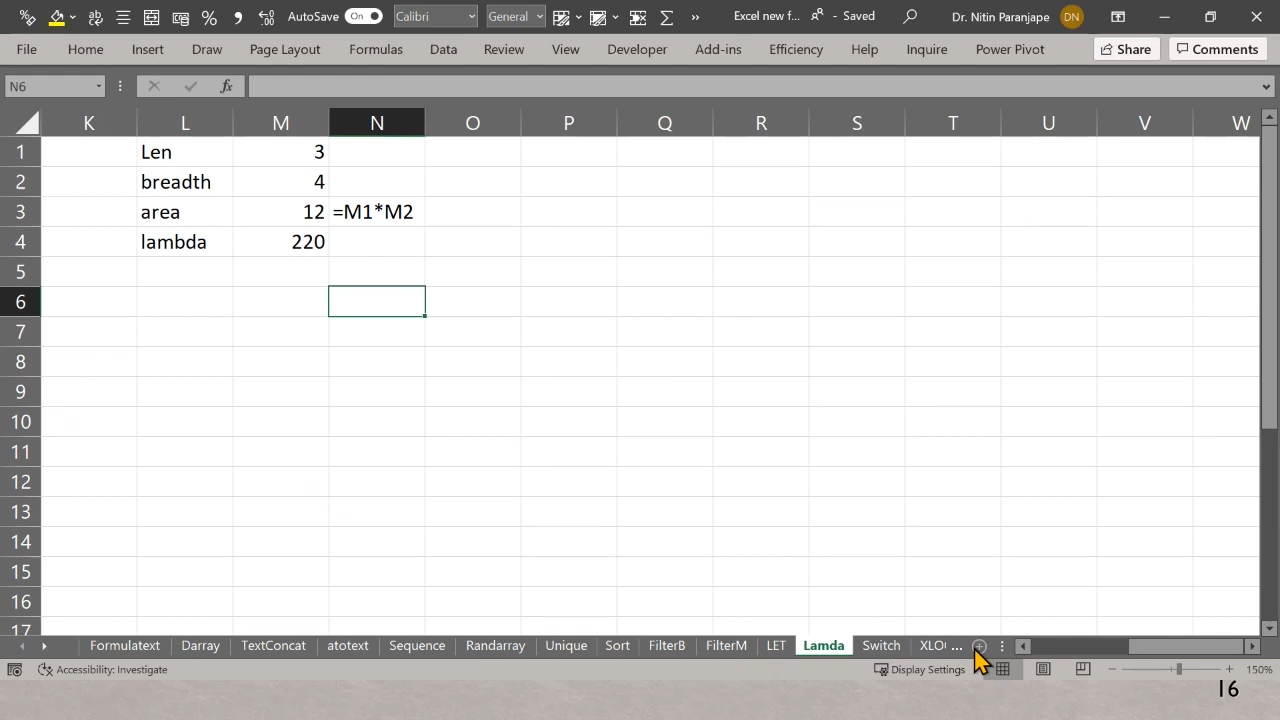 AutoSave On Calibri General Excel new f... - Saved Dr. Nitin Paranjape DN
File Home Insert Draw Page Layout Formulas Data Review View Developer Add-ins Efficiency Help Inquire Power Pivot Share Comments
N6 fx
K L M N O P Q R S T U V W
1 Len 3
2 breadth 4
3 area 12 =M1*M2
4 lambda 220
5
6
7
8
9
10
11
12
13
14
15
16
17
Formulatext Darray TextConcat atotext Sequence Randarray Unique Sort FilterB FilterM LET Lamda Switch XLO ...
Accessibility: Investigate Display Settings 150%
16